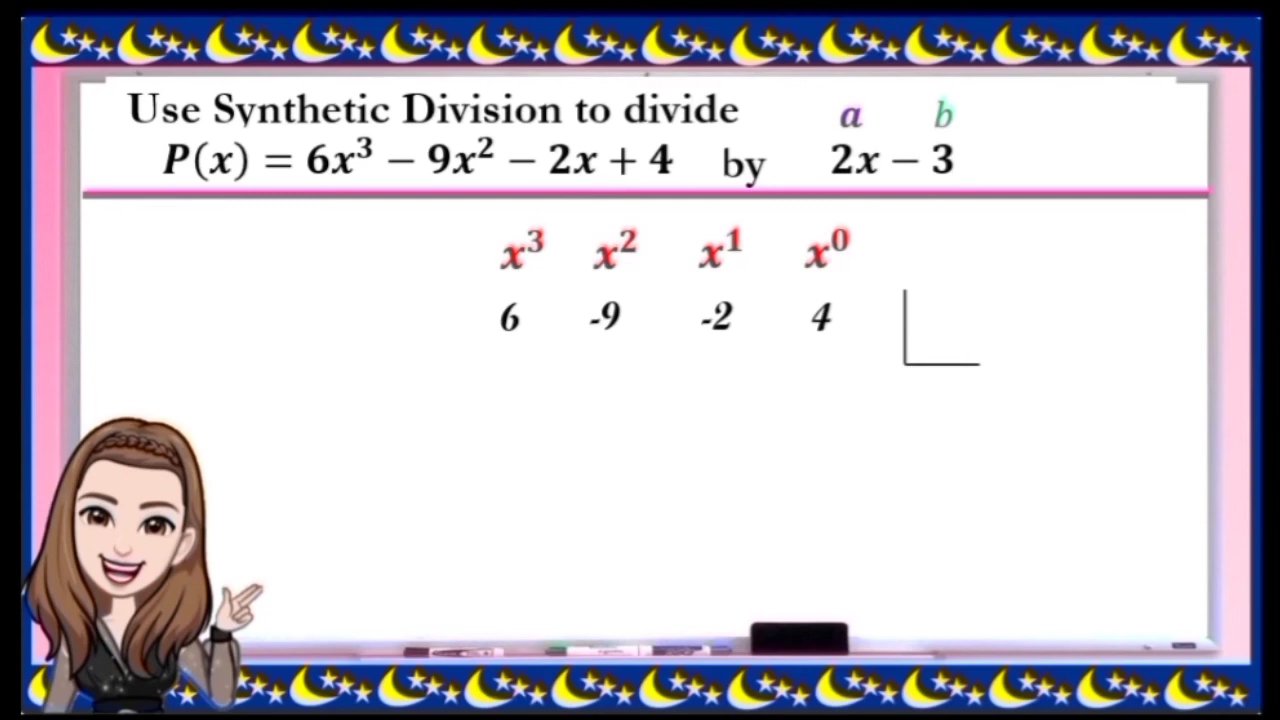 Use Synthetic Division to divide a b
P(x) = 6x³ − 9x² − 2x + 4 by 2x − 3
x³ x² x¹ x⁰
6 -9 -2 4